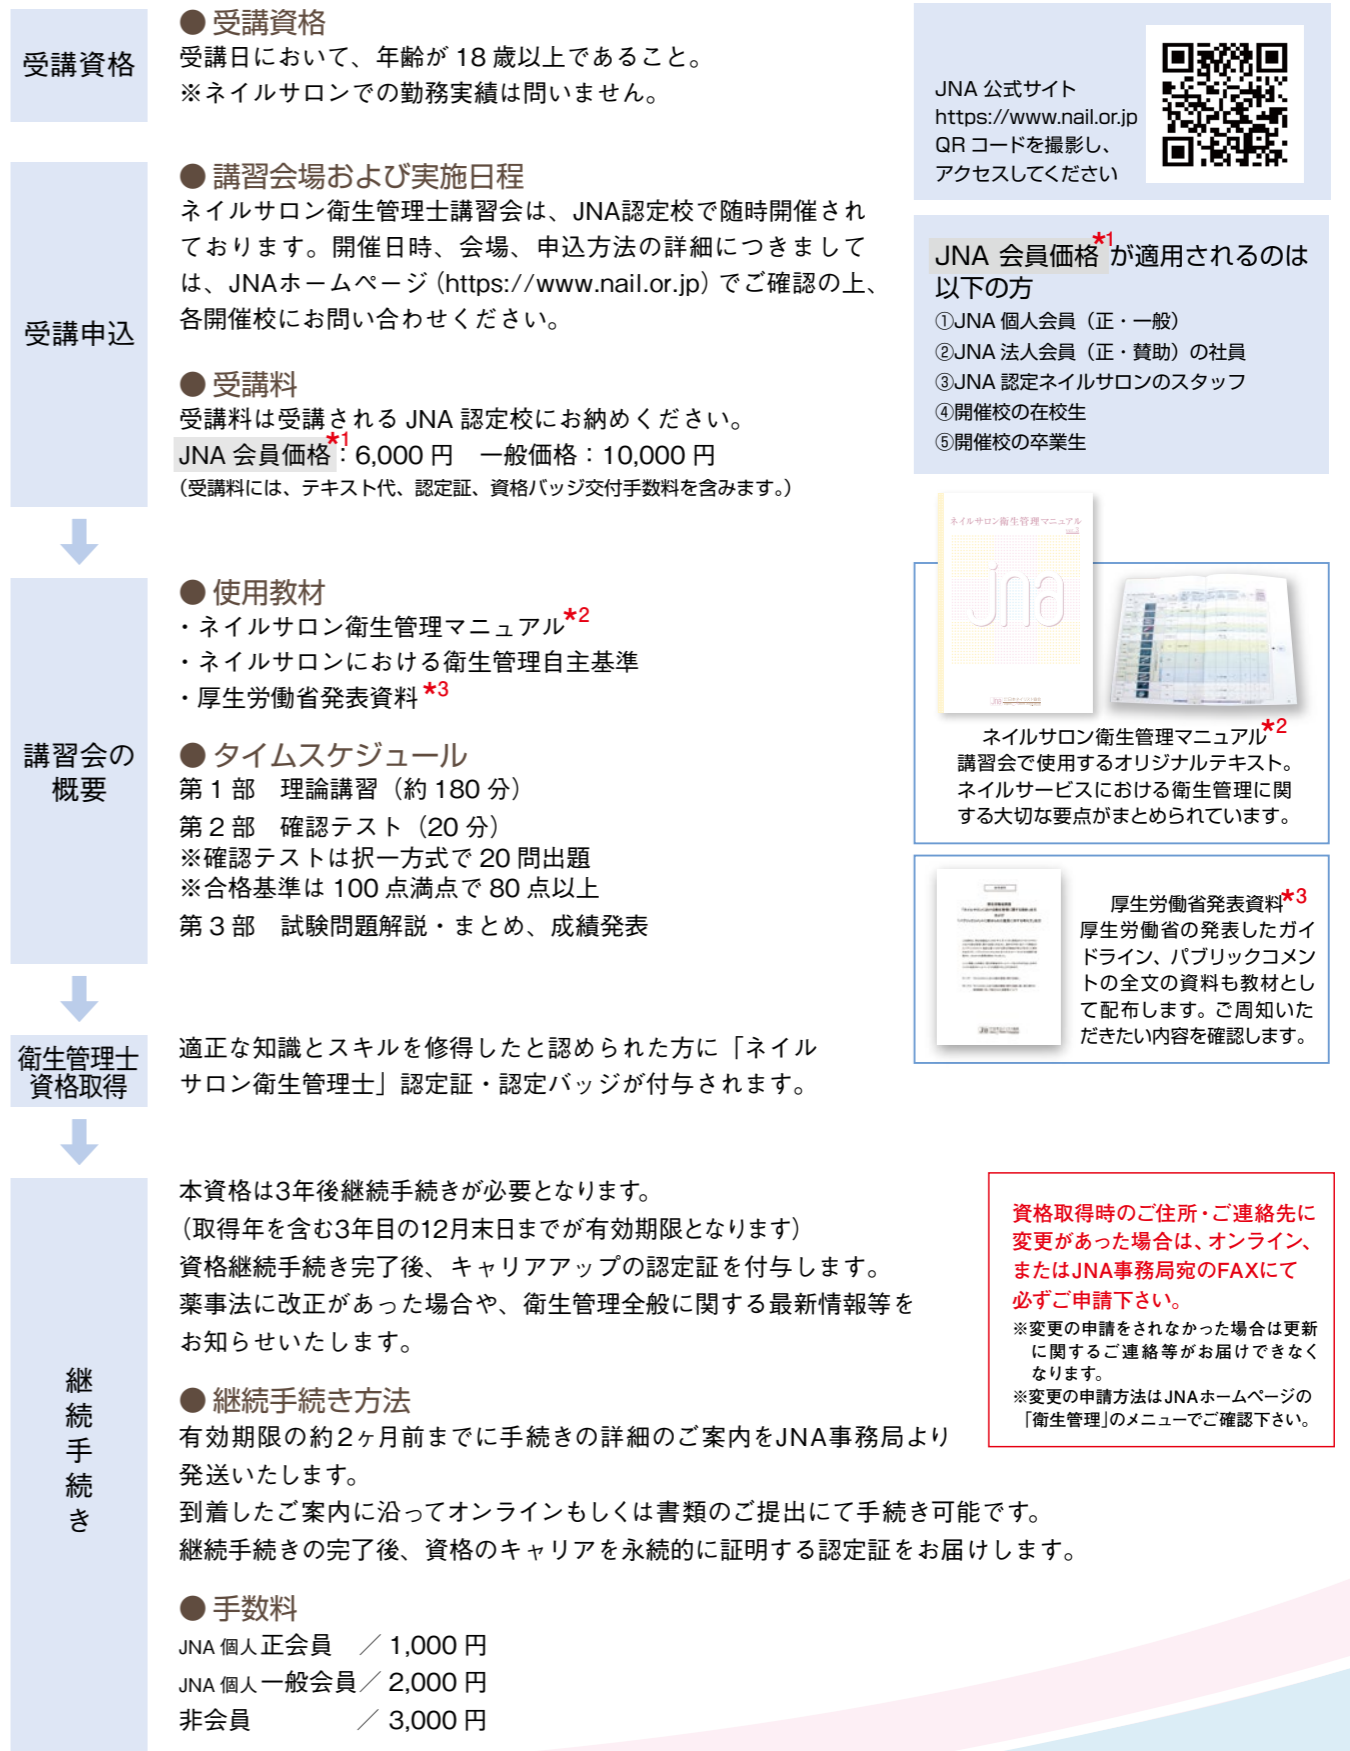 受講資格
● 受講資格
受講日において、年齢が 18 歳以上であること。
※ネイルサロンでの勤務実績は問いません。
JNA 公式サイト
https://www.nail.or.jp
QR コードを撮影し、
アクセスしてください
受講申込
● 講習会場および実施日程
ネイルサロン衛生管理士講習会は、JNA認定校で随時開催され
ております。開催日時、会場、申込方法の詳細につきまして
は、JNAホームページ（https://www.nail.or.jp）でご確認の上、
各開催校にお問い合わせください。
● 受講料
受講料は受講される JNA 認定校にお納めください。
JNA 会員価格*1：6,000 円　一般価格：10,000 円
（受講料には、テキスト代、認定証、資格バッジ交付手数料を含みます。）
JNA 会員価格*1が適用されるのは
以下の方
①JNA 個人会員（正・一般）
②JNA 法人会員（正・賛助）の社員
③JNA 認定ネイルサロンのスタッフ
④開催校の在校生
⑤開催校の卒業生
講習会の
概要
● 使用教材
・ネイルサロン衛生管理マニュアル*2
・ネイルサロンにおける衛生管理自主基準
・厚生労働省発表資料*3
● タイムスケジュール
第 1 部　理論講習（約 180 分）
第 2 部　確認テスト（20 分）
※確認テストは択一方式で 20 問出題
※合格基準は 100 点満点で 80 点以上
第 3 部　試験問題解説・まとめ、成績発表
ネイルサロン衛生管理マニュアル
jna
ネイルサロン衛生管理マニュアル*2
講習会で使用するオリジナルテキスト。
ネイルサービスにおける衛生管理に関
する大切な要点がまとめられています。
厚生労働省発表資料*3
厚生労働省の発表したガイ
ドライン、パブリックコメン
トの全文の資料も教材とし
て配布します。ご周知いた
だきたい内容を確認します。
衛生管理士
資格取得
適正な知識とスキルを修得したと認められた方に「ネイル
サロン衛生管理士」認定証・認定バッジが付与されます。
継続手続き
本資格は3年後継続手続きが必要となります。
（取得年を含む3年目の12月末日までが有効期限となります）
資格継続手続き完了後、キャリアアップの認定証を付与します。
薬事法に改正があった場合や、衛生管理全般に関する最新情報等を
お知らせいたします。
● 継続手続き方法
有効期限の約2ヶ月前までに手続きの詳細のご案内をJNA事務局より
発送いたします。
到着したご案内に沿ってオンラインもしくは書類のご提出にて手続き可能です。
継続手続きの完了後、資格のキャリアを永続的に証明する認定証をお届けします。
● 手数料
JNA 個人正会員　／ 1,000 円
JNA 個人一般会員／ 2,000 円
非会員　　　　／ 3,000 円
資格取得時のご住所・ご連絡先に
変更があった場合は、オンライン、
またはJNA事務局宛のFAXにて
必ずご申請下さい。
※変更の申請をされなかった場合は更新
に関するご連絡等がお届けできなく
なります。
※変更の申請方法はJNAホームページの
「衛生管理」のメニューでご確認下さい。